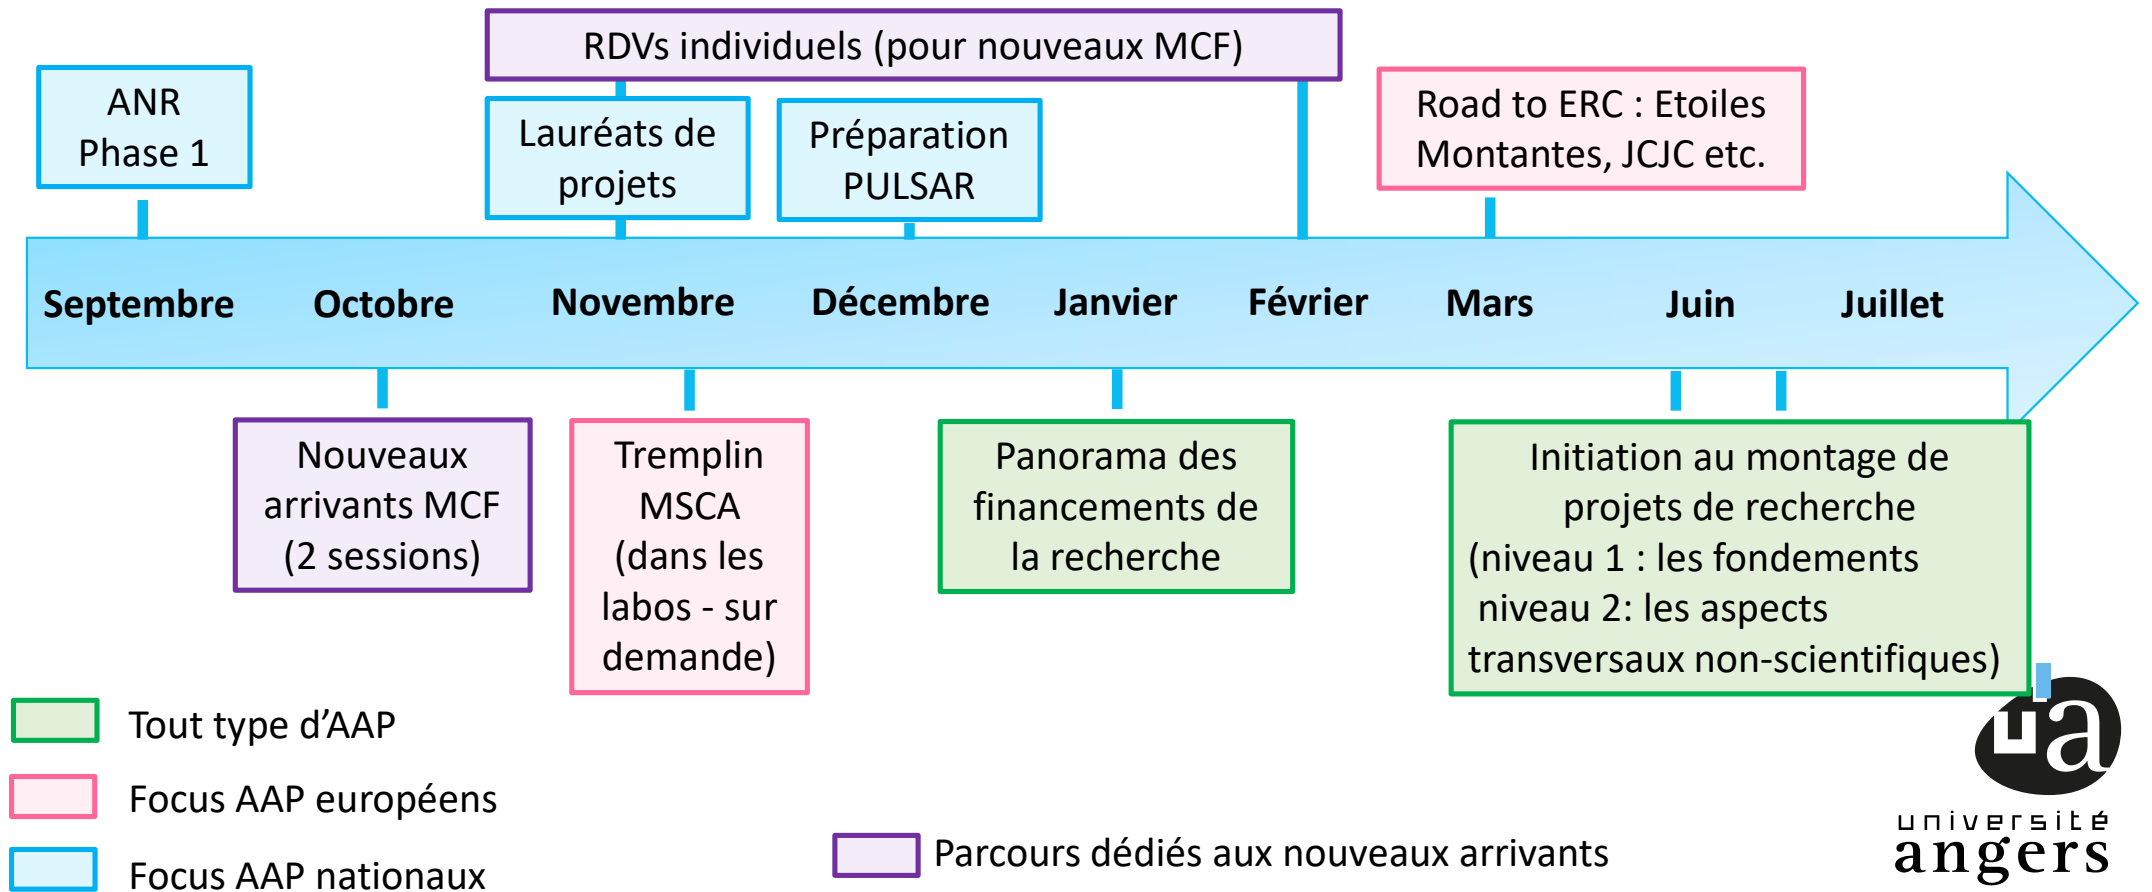 RDVs individuels (pour nouveaux MCF)
ANR
Phase 1
Lauréats de
projets
Préparation
PULSAR
Road to ERC : Etoiles
Montantes, JCJC etc.
Septembre
Octobre
Novembre
Décembre
Janvier
Février
Mars
Juin
Juillet
Nouveaux
arrivants MCF
(2 sessions)
Tremplin
MSCA
(dans les
labos - sur
demande)
Panorama des
financements de
la recherche
Initiation au montage de
projets de recherche
(niveau 1 : les fondements
niveau 2: les aspects
transversaux non-scientifiques)
Tout type d’AAP
Focus AAP européens
Focus AAP nationaux
Parcours dédiés aux nouveaux arrivants
ua
université
angers